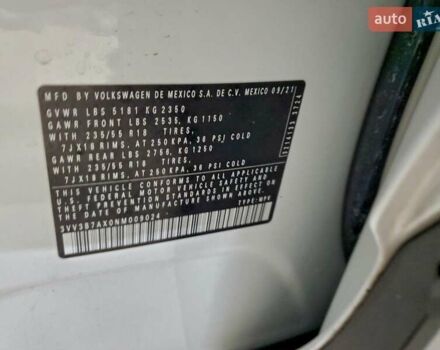 auto RIA
MFD. BY VOLKSWAGEN DE MEXICO S.A. DE C.V. MEXICO 09/21
GVWR LBS 5181 KG 2350
GAWR FRONT LBS 2535, KG 1150
WITH 235/55 R18 TIRES,
7JX18 RIMS, AT 250 KPA, 36 PSI COLD
GAWR REAR LBS 2756, KG 1250
WITH 235/55 R18 TIRES,
7JX18 RIMS, AT 250 KPA, 36 PSI COLD
THIS VEHICLE CONFORMS TO ALL APPLICABLE
U.S. FEDERAL MOTOR VEHICLE SAFETY AND THEFT
PREVENTION STANDARDS IN EFFECT ON
DATE OF MANUFACTURE SHOWN ABOVE
3VV3B7AX0NM009024 TYPE: MPV